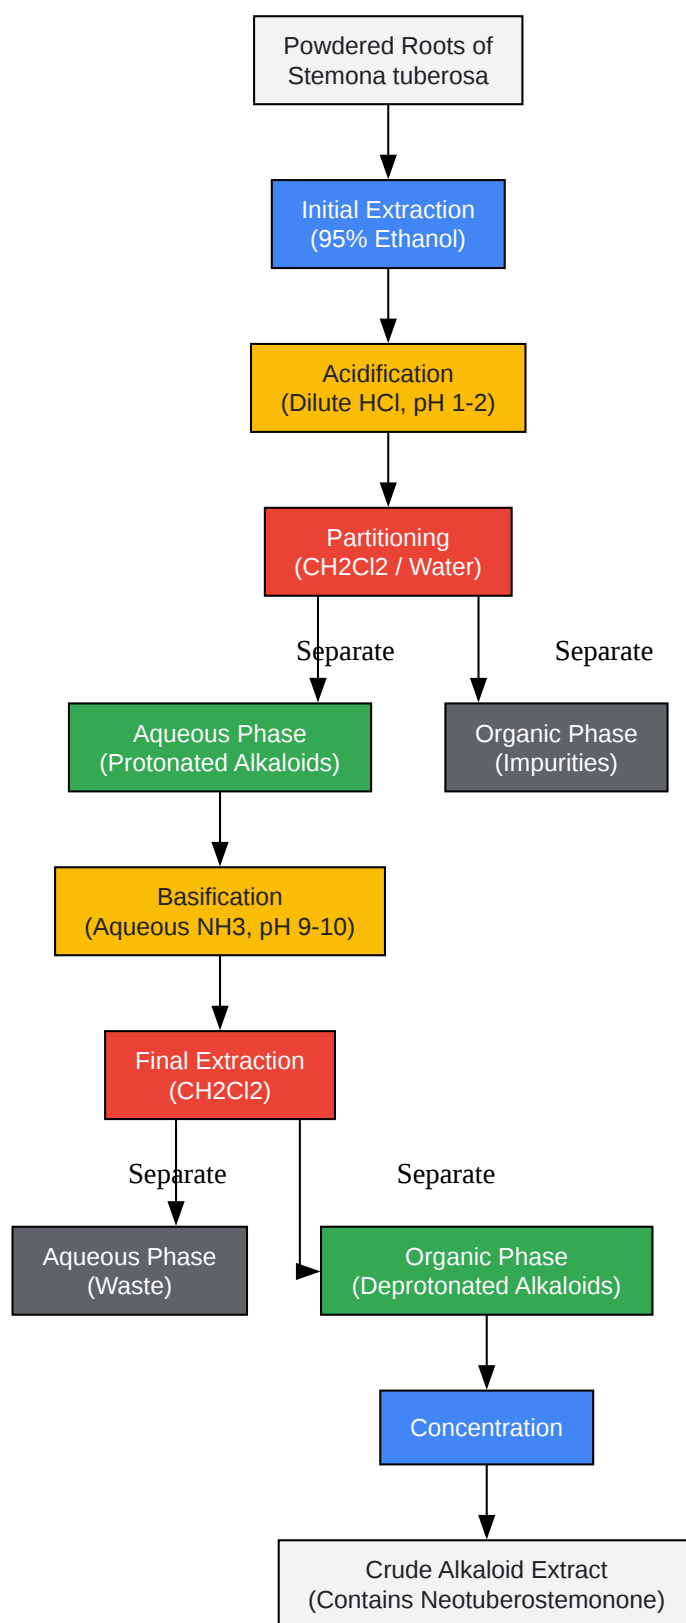 Powdered Roots of
Stemona tuberosa
Initial Extraction
(95% Ethanol)
Acidification
(Dilute HCl, pH 1-2)
Partitioning
(CH2Cl2 / Water)
Separate
Separate
Aqueous Phase
(Protonated Alkaloids)
Organic Phase
(Impurities)
Basification
(Aqueous NH3, pH 9-10)
Final Extraction
(CH2Cl2)
Separate
Separate
Aqueous Phase
(Waste)
Organic Phase
(Deprotonated Alkaloids)
Concentration
Crude Alkaloid Extract
(Contains Neotuberostemonone)